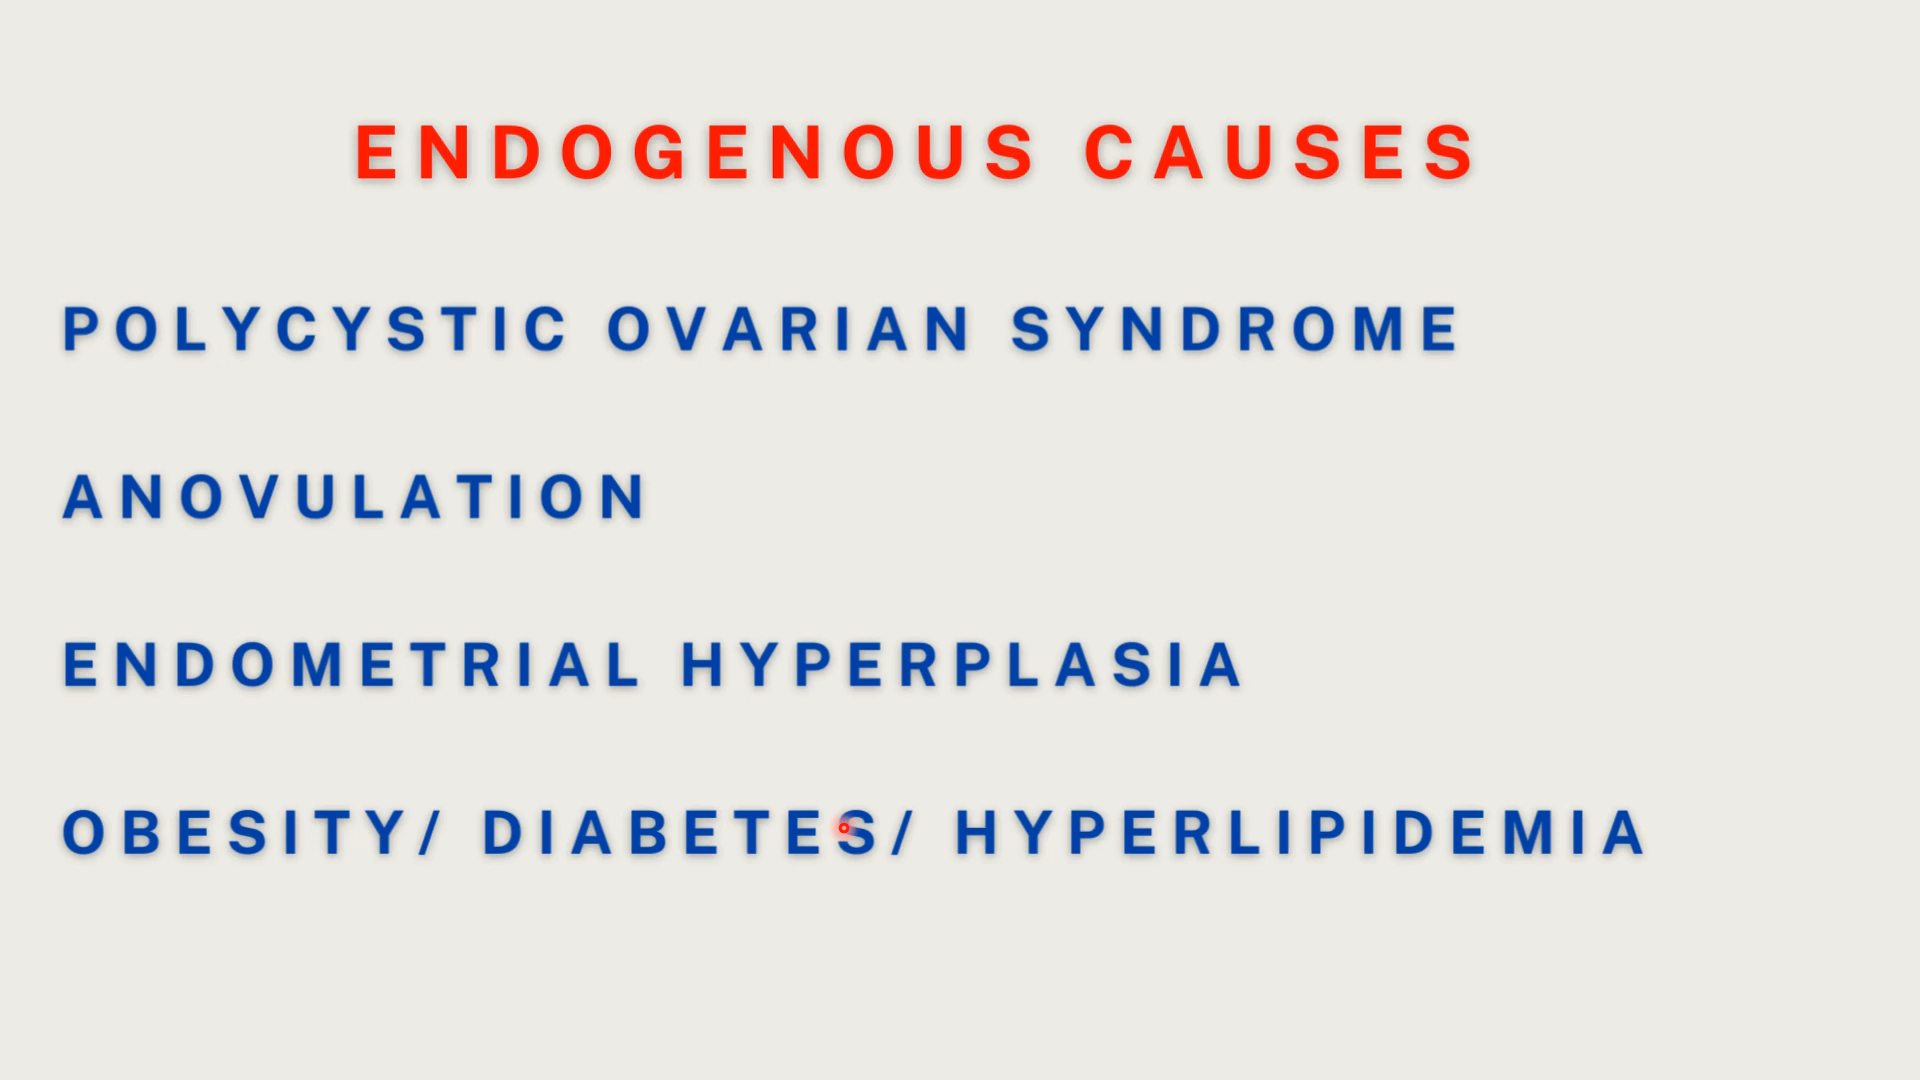 ENDOGENOUS CAUSES
POLYCYSTIC OVARIAN SYNDROME
ANOVULATION
ENDOMETRIAL HYPERPLASIA
OBESITY/ DIABETES/ HYPERLIPIDEMIA